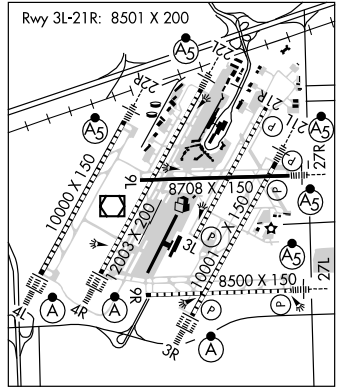 Rwy 3L-21R: 8501 X 200
A5
22L
A5
22R
A5
21R
21L
A5
P
P
27R
10000 X 150
9L
8708 X 150
P
A5
12003 X 200
10001 X 150
3L
P
A5
8500 X 150
27L
9R
P
P
4L
A
4R
A
3R
A